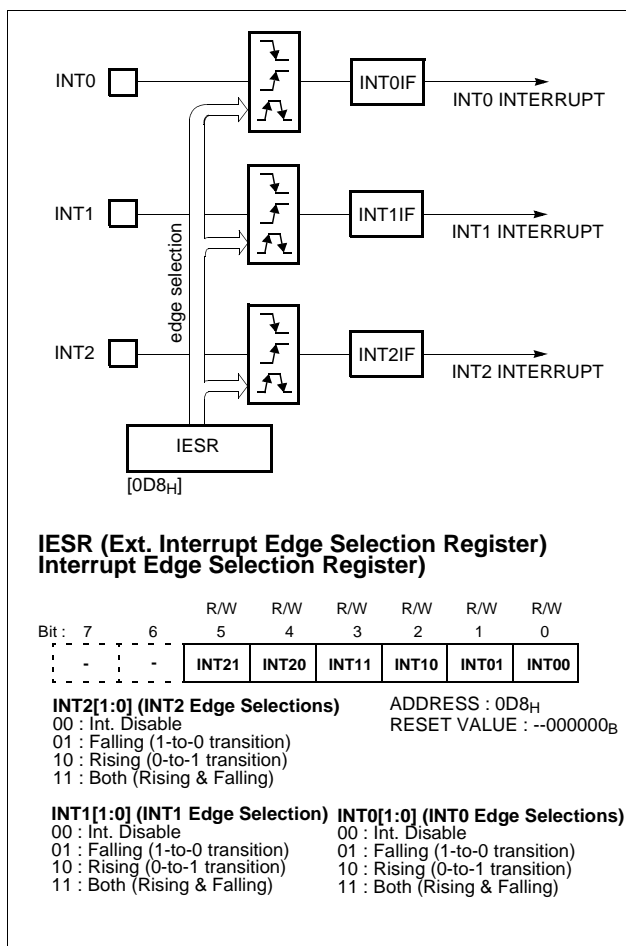 INT0
INT0IF
INT0 INTERRUPT
INT1
INT1IF
INT1 INTERRUPT
edge selection
INT2
INT2IF
INT2 INTERRUPT
IESR
[0D8H]
IESR (Ext. Interrupt Edge Selection Register)
Interrupt Edge Selection Register)
R/W R/W R/W R/W R/W R/W
Bit : 7 6 5 4 3 2 1 0
- - INT21 INT20 INT11 INT10 INT01 INT00
INT2[1:0] (INT2 Edge Selections)
00 : Int. Disable
01 : Falling (1-to-0 transition)
10 : Rising (0-to-1 transition)
11 : Both (Rising & Falling)
ADDRESS : 0D8H
RESET VALUE : --000000B
INT1[1:0] (INT1 Edge Selection)
00 : Int. Disable
01 : Falling (1-to-0 transition)
10 : Rising (0-to-1 transition)
11 : Both (Rising & Falling)
INT0[1:0] (INT0 Edge Selections)
00 : Int. Disable
01 : Falling (1-to-0 transition)
10 : Rising (0-to-1 transition)
11 : Both (Rising & Falling)